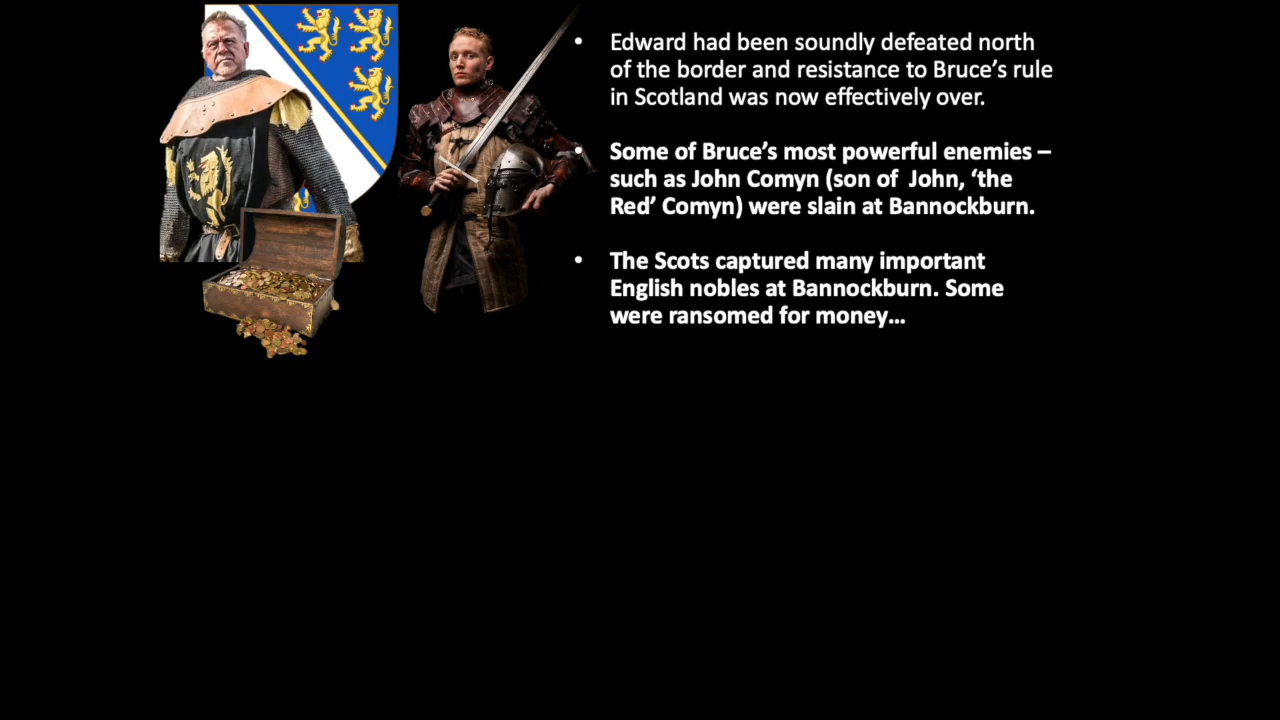 • Edward had been soundly defeated north
of the border and resistance to Bruce’s rule
in Scotland was now effectively over.
• Some of Bruce’s most powerful enemies –
such as John Comyn (son of  John, ‘the
Red’ Comyn) were slain at Bannockburn.
• The Scots captured many important
English nobles at Bannockburn. Some
were ransomed for money…